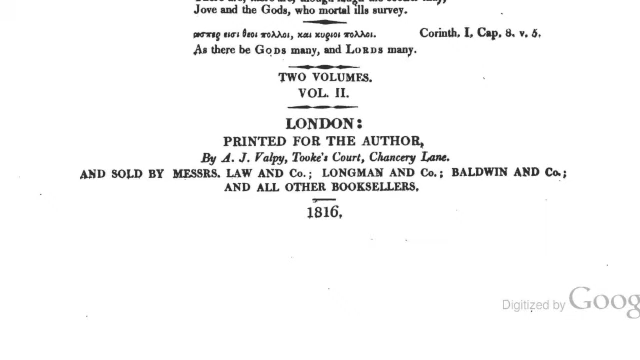 Jove and the Gods, who mortal ills survey.
ωσπερ εισι θεοι πολλοι, και κυριοι πολλοι. Corinth. I, Cap. 8. v. 5.
As there be GODS many, and LORDS many.
TWO VOLUMES.
VOL. II.
LONDON:
PRINTED FOR THE AUTHOR,
By A. J. Valpy, Tooke's Court, Chancery Lane.
AND SOLD BY MESSRS. LAW AND Co.; LONGMAN AND Co.; BALDWIN AND Co.;
AND ALL OTHER BOOKSELLERS.
1816.
Digitized by Goog